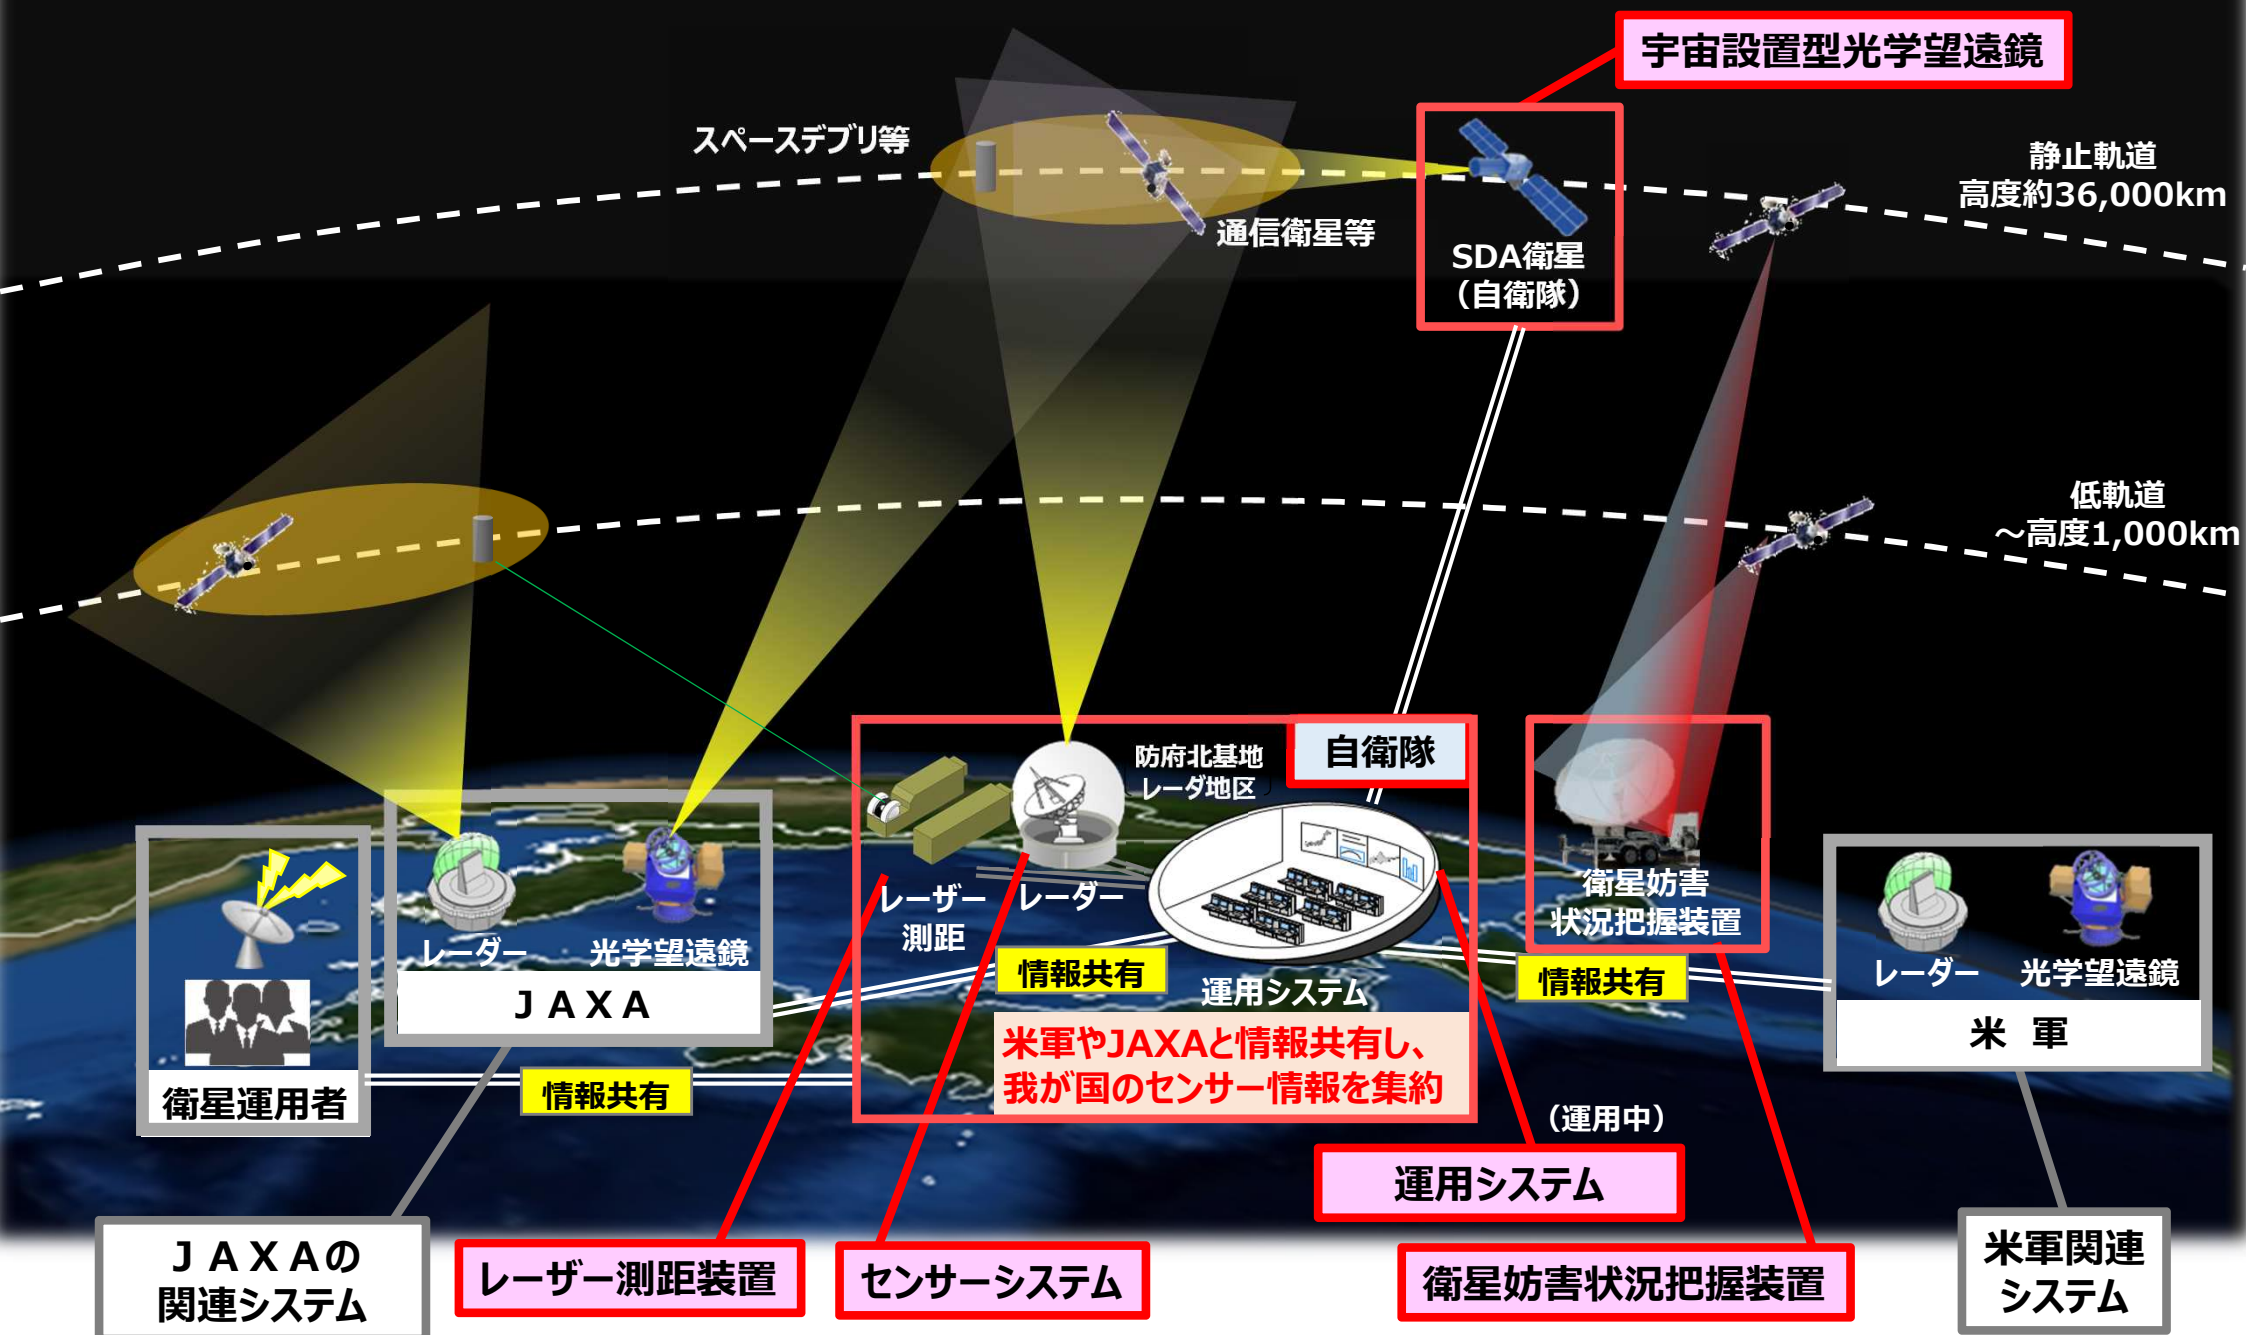 宇宙設置型光学望遠鏡
スペースデブリ等
静止軌道
高度約36,000km
通信衛星等
SDA衛星
（自衛隊）
低軌道
～高度1,000km
防府北基地
レーダ地区
自衛隊
レーザー
測距
レーダー
運用システム
衛星妨害
状況把握装置
レーダー
光学望遠鏡
ＪＡＸＡ
情報共有
情報共有
レーダー
光学望遠鏡
米 軍
米軍やJAXAと情報共有し、
我が国のセンサー情報を集約
衛星運用者
情報共有
（運用中）
運用システム
ＪＡＸＡの
関連システム
レーザー測距装置
センサーシステム
衛星妨害状況把握装置
米軍関連
システム